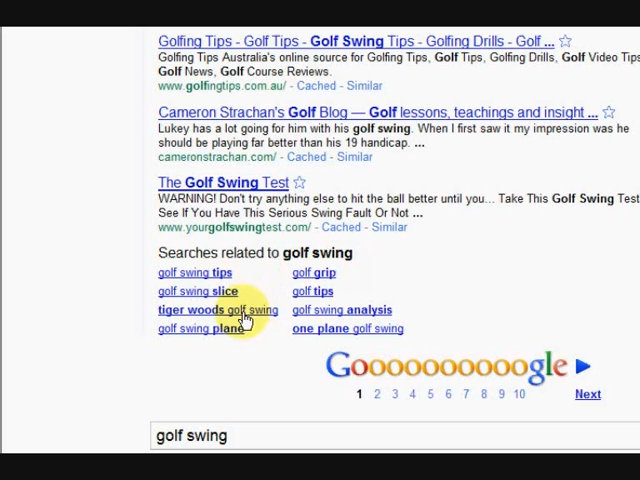 Golfing Tips - Golf Tips - Golf Swing Tips - Golfing Drills - Golf ...
Golfing Tips Australia's online source for Golfing Tips, Golf Tips, Golfing Drills, Golf Video Tips
Golf News, Golf Course Reviews.
www.golfingtips.com.au/ - Cached - Similar
Cameron Strachan's Golf Blog — Golf lessons, teachings and insight ...
Lukey has a lot going for him with his golf swing. When I first saw it my impression was he
should be playing far better than his 19 handicap. ...
cameronstrachan.com/ - Cached - Similar
The Golf Swing Test
WARNING! Don't try anything else to hit the ball better until you... Take This Golf Swing Test
See If You Have This Serious Swing Fault Or Not ...
www.yourgolfswingtest.com/ - Cached - Similar
Searches related to golf swing
golf swing tips golf grip
golf swing slice golf tips
tiger woods golf swing golf swing analysis
golf swing plane one plane golf swing
Goooooooooogle
1 2 3 4 5 6 7 8 9 10 Next
golf swing